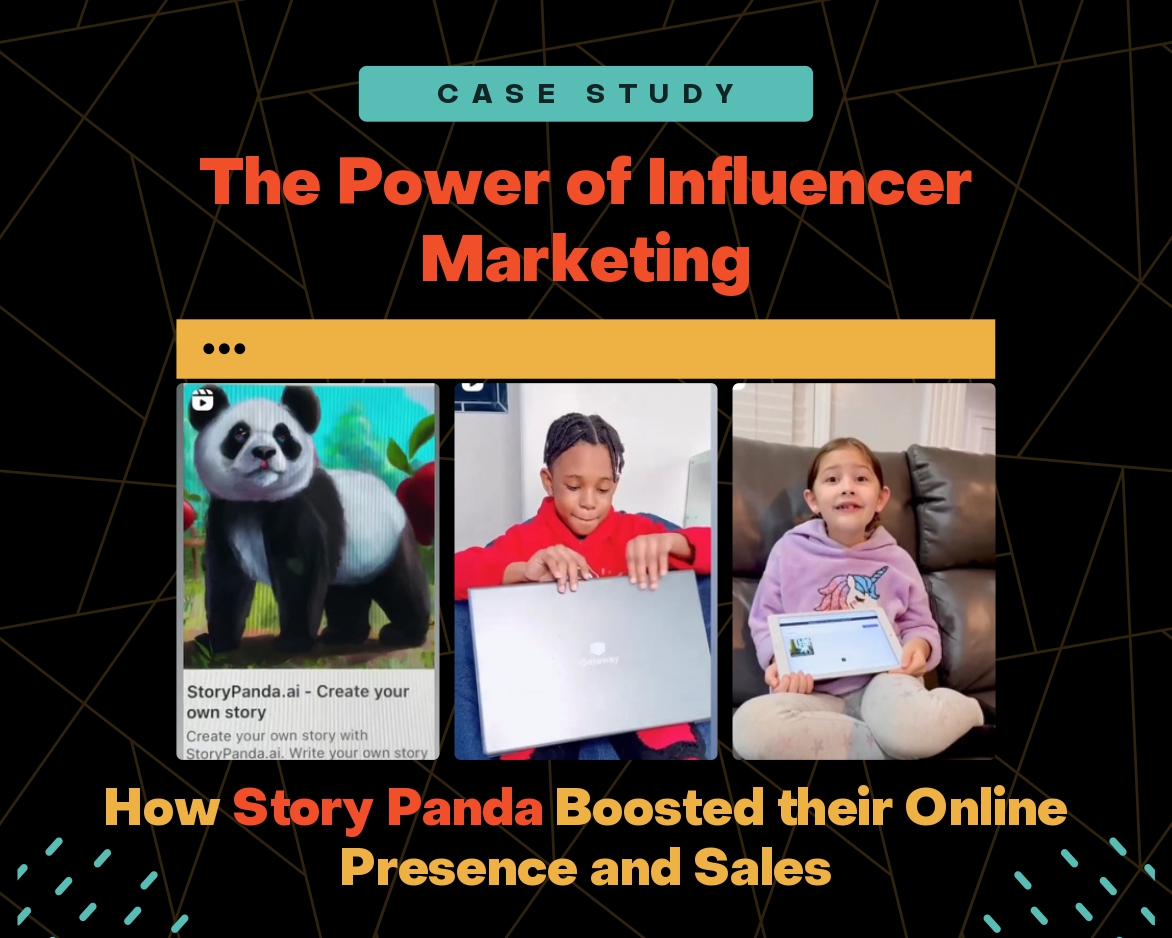 CASE STUDY
The Power of Influencer
Marketing
StoryPanda.ai - Create your
own story
Create your own story with
StoryPanda.ai. Write your own story
Gateway
How Story Panda Boosted their Online
Presence and Sales